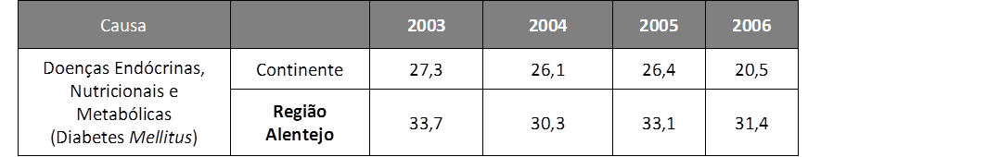 Causa 2003 2004 2005 2006
Doenças Endócrinas,
Nutricionais e
Metabólicas
(Diabetes Mellitus)
Continente 27,3 26,1 26,4 20,5
Região
Alentejo 33,7 30,3 33,1 31,4